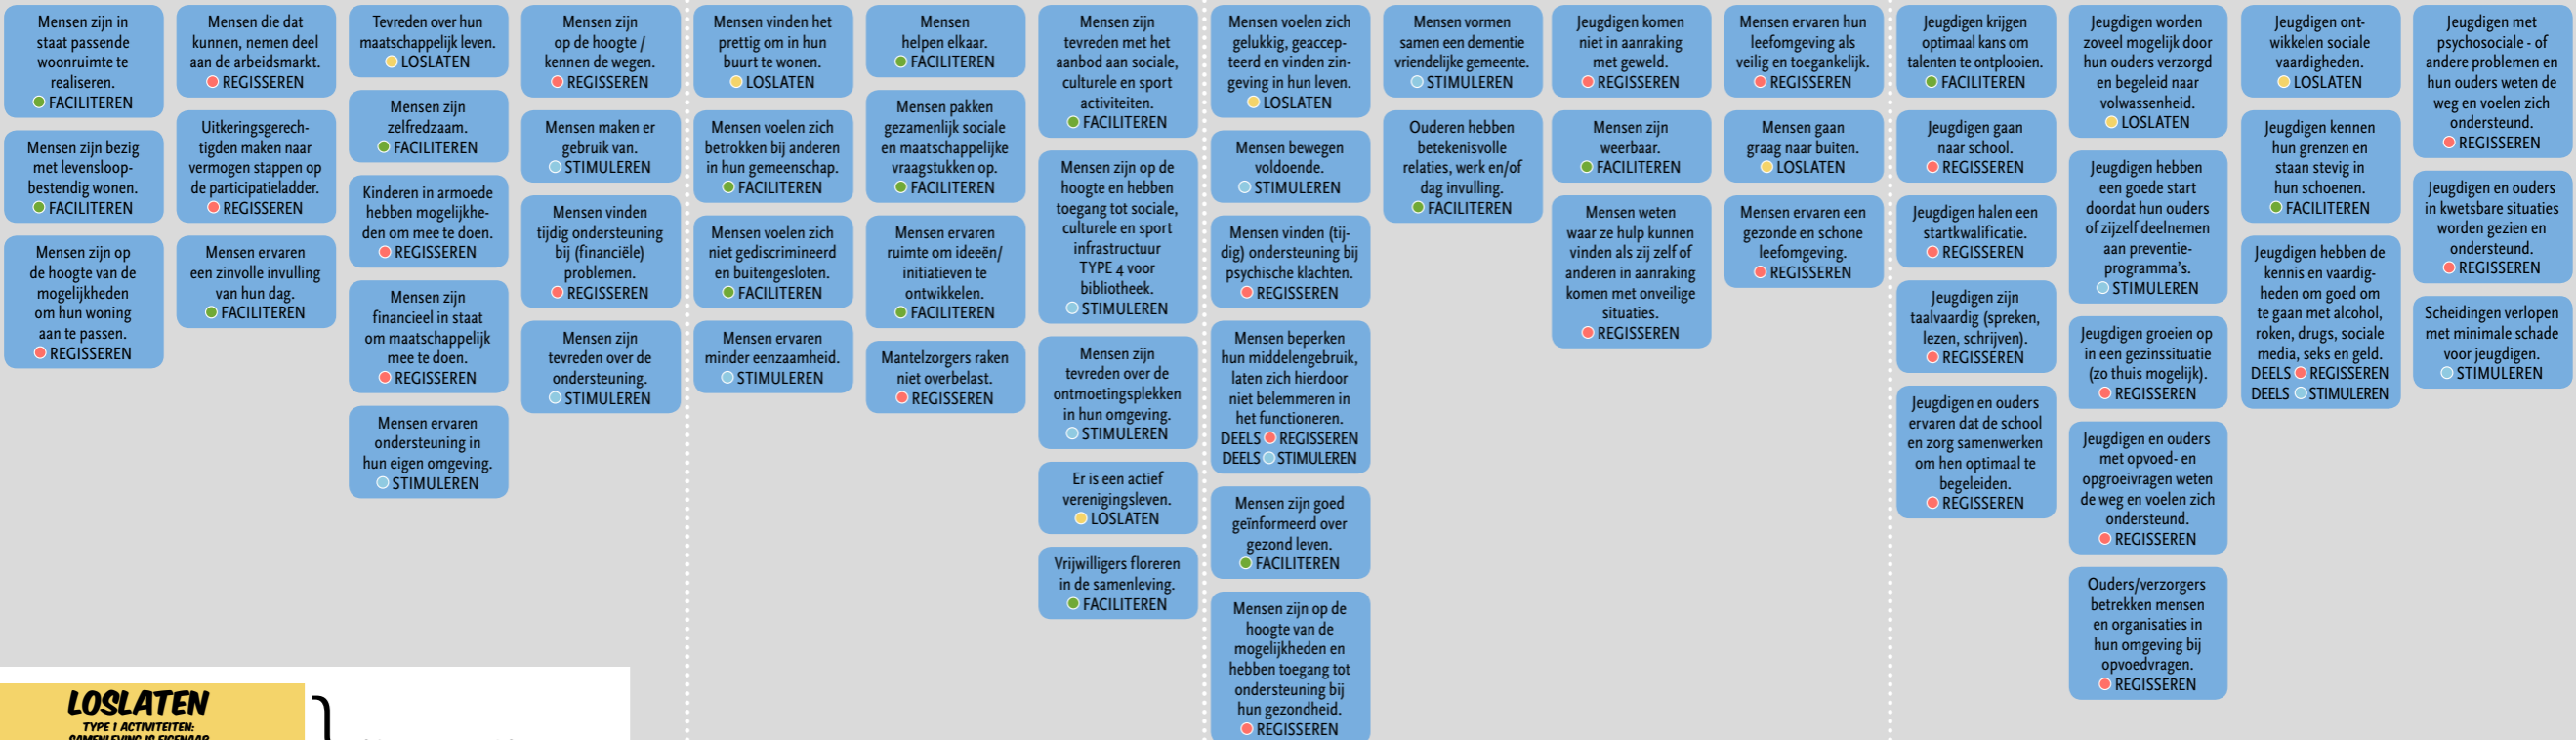 Mensen zijn in
staat passende
woonruimte te
realiseren.
FACILITEREN
Mensen zijn bezig
met levensloop-
bestendig wonen.
FACILITEREN
Mensen zijn op
de hoogte van de
mogelijkheden
om hun woning
aan te passen.
REGISSEREN
Mensen die dat
kunnen, nemen deel
aan de arbeidsmarkt.
REGISSEREN
Uitkeringsgerech-
tigden maken naar
vermogen stappen op
de participatieladder.
REGISSEREN
Mensen ervaren
een zinvolle invulling
van hun dag.
FACILITEREN
Tevreden over hun
maatschappelijk leven.
LOSLATEN
Mensen zijn
zelfredzaam.
FACILITEREN
Kinderen in armoede
hebben mogelijkhe-
den om mee te doen.
REGISSEREN
Mensen zijn
financieel in staat
om maatschappelijk
mee te doen.
REGISSEREN
Mensen ervaren
ondersteuning in
hun eigen omgeving.
STIMULEREN
Mensen zijn
op de hoogte /
kennen de wegen.
REGISSEREN
Mensen maken er
gebruik van.
STIMULEREN
Mensen vinden
tijdig ondersteuning
bij (financiële)
problemen.
REGISSEREN
Mensen zijn
tevreden over de
ondersteuning.
STIMULEREN
Mensen vinden het
prettig om in hun
buurt te wonen.
LOSLATEN
Mensen voelen zich
betrokken bij anderen
in hun gemeenschap.
FACILITEREN
Mensen voelen zich
niet gediscrimineerd
en buitengesloten.
FACILITEREN
Mensen ervaren
minder eenzaamheid.
STIMULEREN
Mensen
helpen elkaar.
FACILITEREN
Mensen pakken
gezamenlijk sociale
en maatschappelijke
vraagstukken op.
FACILITEREN
Mensen ervaren
ruimte om ideeën/
initiatieven te
ontwikkelen.
FACILITEREN
Mantelzorgers raken
niet overbelast.
REGISSEREN
Mensen zijn
tevreden met het
aanbod aan sociale,
culturele en sport
activiteiten.
FACILITEREN
Mensen zijn op de
hoogte en hebben
toegang tot sociale,
culturele en sport
infrastructuur
TYPE 4 voor
bibliotheek.
STIMULEREN
Mensen zijn
tevreden over de
ontmoetingsplekken
in hun omgeving.
STIMULEREN
Er is een actief
verenigingsleven.
LOSLATEN
Vrijwilligers floreren
in de samenleving.
FACILITEREN
Mensen voelen zich
gelukkig, geaccep-
teerd en vinden zin-
geving in hun leven.
LOSLATEN
Mensen bewegen
voldoende.
STIMULEREN
Mensen vinden (tij-
dig) ondersteuning bij
psychische klachten.
REGISSEREN
Mensen beperken
hun middelengebruik,
laten zich hierdoor
niet belemmeren in
het functioneren.
DEELS REGISSEREN
DEELS STIMULEREN
Mensen zijn goed
geïnformeerd over
gezond leven.
FACILITEREN
Mensen zijn op de
hoogte van de
mogelijkheden en
hebben toegang tot
ondersteuning bij
hun gezondheid.
REGISSEREN
Mensen vormen
samen een dementie
vriendelijke gemeente.
STIMULEREN
Ouderen hebben
betekenisvolle
relaties, werk en/of
dag invulling.
FACILITEREN
Jeugdigen komen
niet in aanraking
met geweld.
REGISSEREN
Mensen zijn
weerbaar.
FACILITEREN
Mensen weten
waar ze hulp kunnen
vinden als zij zelf of
anderen in aanraking
komen met onveilige
situaties.
REGISSEREN
Mensen ervaren hun
leefomgeving als
veilig en toegankelijk.
REGISSEREN
Mensen gaan
graag naar buiten.
LOSLATEN
Mensen ervaren een
gezonde en schone
leefomgeving.
REGISSEREN
Jeugdigen krijgen
optimaal kans om
talenten te ontplooien.
FACILITEREN
Jeugdigen gaan
naar school.
REGISSEREN
Jeugdigen halen een
startkwalificatie.
REGISSEREN
Jeugdigen zijn
taalvaardig (spreken,
lezen, schrijven).
REGISSEREN
Jeugdigen en ouders
ervaren dat de school
en zorg samenwerken
om hen optimaal te
begeleiden.
REGISSEREN
Jeugdigen worden
zoveel mogelijk door
hun ouders verzorgd
en begeleid naar
volwassenheid.
LOSLATEN
Jeugdigen hebben
een goede start
doordat hun ouders
of zijzelf deelnemen
aan preventie-
programma's.
STIMULEREN
Jeugdigen groeien op
in een gezinssituatie
(zo thuis mogelijk).
REGISSEREN
Jeugdigen en ouders
met opvoed- en
opgroeivragen weten
de weg en voelen zich
ondersteund.
REGISSEREN
Ouders/verzorgers
betrekken mensen
en organisaties in
hun omgeving bij
opvoedvragen.
REGISSEREN
Jeugdigen ont-
wikkelen sociale
vaardigheden.
LOSLATEN
Jeugdigen kennen
hun grenzen en
staan stevig in
hun schoenen.
FACILITEREN
Jeugdigen hebben de
kennis en vaardig-
heden om goed om
te gaan met alcohol,
roken, drugs, sociale
media, seks en geld.
DEELS REGISSEREN
DEELS STIMULEREN
Jeugdigen met
psychosociale - of
andere problemen en
hun ouders weten de
weg en voelen zich
ondersteund.
REGISSEREN
Jeugdigen en ouders
in kwetsbare situaties
worden gezien en
ondersteund.
REGISSEREN
Scheidingen verlopen
met minimale schade
voor jeugdigen.
STIMULEREN
LOSLATEN
TYPE 1 ACTIVITEITEN:
SAMENLEVING IS EIGENAAR